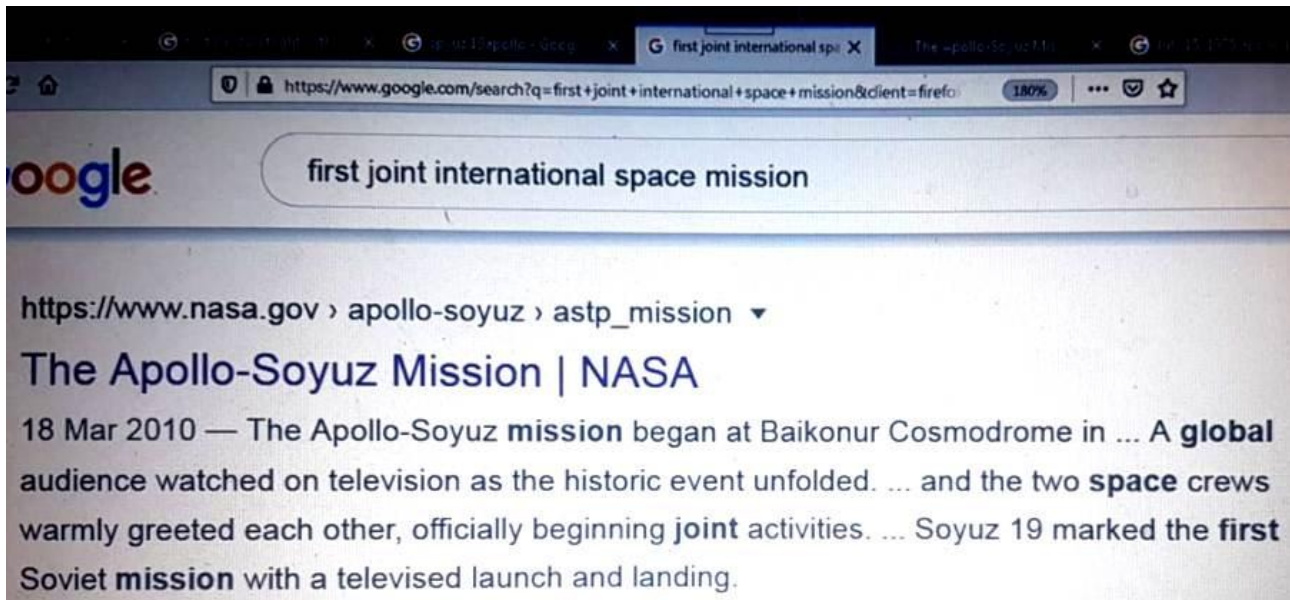 first joint international spa
https://www.google.com/search?q=first+joint+international+space+mission&client=firefo
180%
oogle
first joint international space mission
https://www.nasa.gov › apollo-soyuz › astp_mission
The Apollo-Soyuz Mission | NASA
18 Mar 2010 — The Apollo-Soyuz mission began at Baikonur Cosmodrome in ... A global
audience watched on television as the historic event unfolded. ... and the two space crews
warmly greeted each other, officially beginning joint activities. ... Soyuz 19 marked the first
Soviet mission with a televised launch and landing.